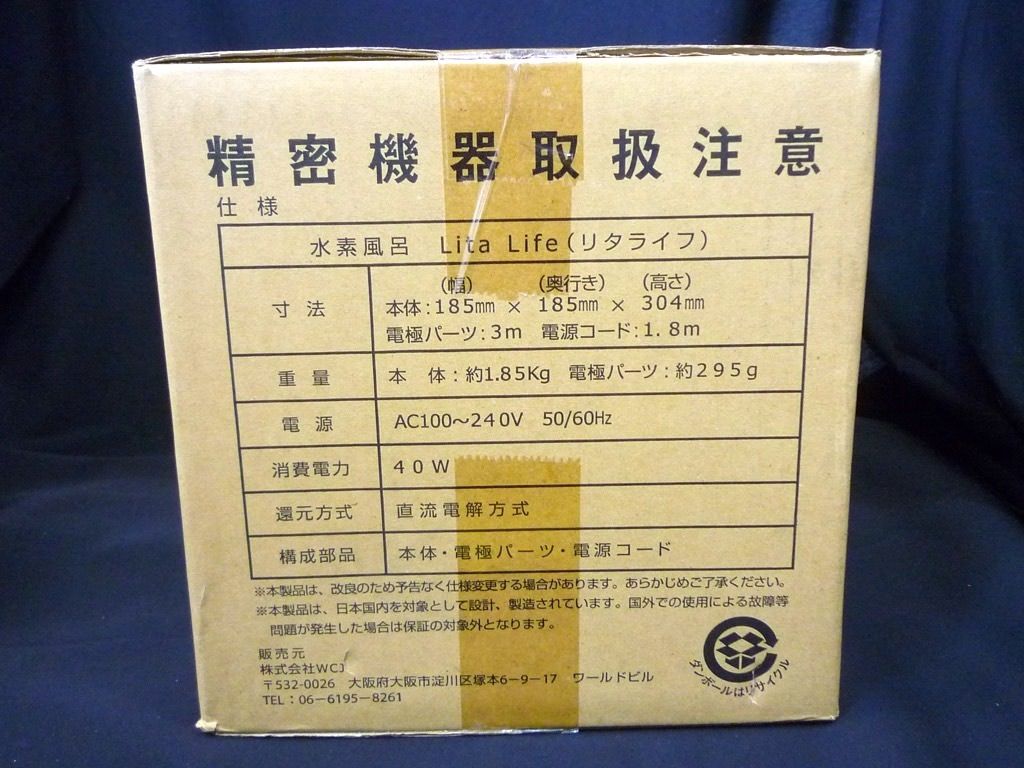 精密機器取扱注意
仕様
水素風呂 Lita Life(リタライフ)
寸法
(幅) (奥行き) (高さ)
本体:185㎜ × 185㎜ × 304㎜
電極パーツ:3m 電源コード:1.8m
重量 本体:約1.85Kg 電極パーツ:約295g
電源 AC100～240V 50/60Hz
消費電力 40W
還元方式 直流電解方式
構成部品 本体・電極パーツ・電源コード
※本製品は、改良のため予告なく仕様変更する場合があります。あらかじめご了承ください。
※本製品は、日本国内を対象として設計、製造されています。国外での使用による故障等
問題が発生した場合は保証の対象外となります。
販売元
株式会社WCJ
〒532-0026 大阪府大阪市淀川区塚本6-9-17 ワールドビル
TEL:06-6195-8261
ダンボールはリサイクル